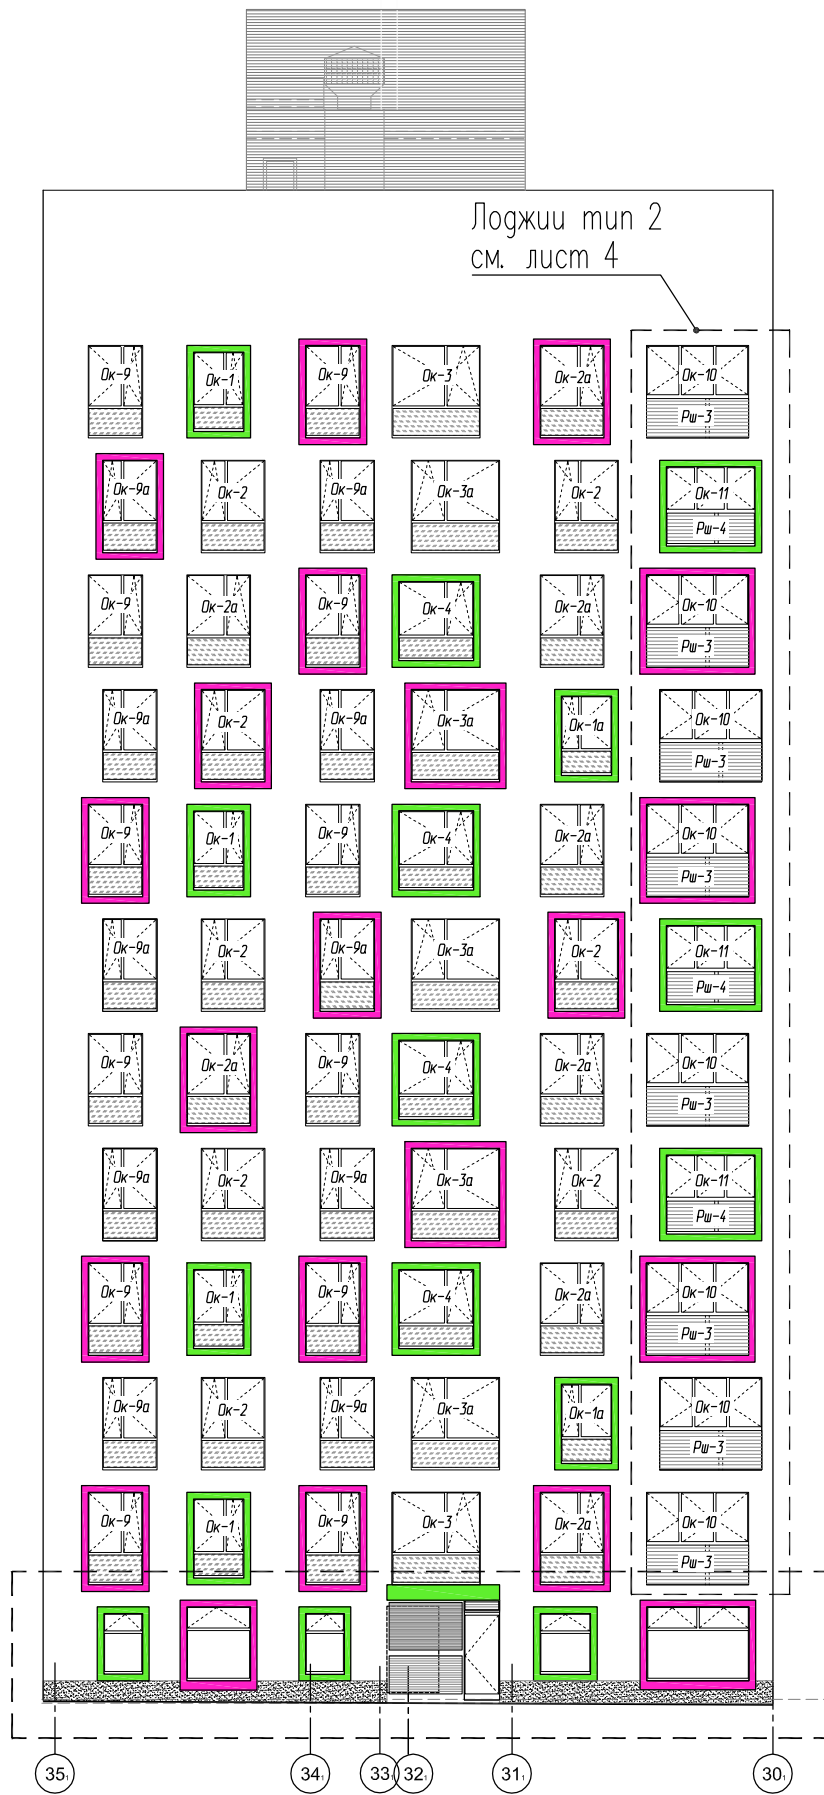 Лоджии тип 2
см. лист 4
Ок-9 Ок-1 Ок-9 Ок-3 Ок-2а Ок-10
Рш-3
Ок-9а Ок-2 Ок-9а Ок-3а Ок-2 Ок-11
Рш-4
Ок-9 Ок-2а Ок-9 Ок-4 Ок-2а Ок-10
Рш-3
Ок-9а Ок-2 Ок-9а Ок-3а Ок-1а Ок-10
Рш-3
Ок-9 Ок-1 Ок-9 Ок-4 Ок-2а Ок-10
Рш-3
Ок-9а Ок-2 Ок-9а Ок-3а Ок-2 Ок-11
Рш-4
Ок-9 Ок-2а Ок-9 Ок-4 Ок-2а Ок-10
Рш-3
Ок-9а Ок-2 Ок-9а Ок-3а Ок-2 Ок-11
Рш-4
Ок-9 Ок-1 Ок-9 Ок-4 Ок-2а Ок-10
Рш-3
Ок-9а Ок-2 Ок-9а Ок-3а Ок-1а Ок-10
Рш-3
Ок-9 Ок-1 Ок-9 Ок-3 Ок-2а Ок-10
Рш-3
35₁ 34₁ 33₁ 32₁ 31₁ 30₁